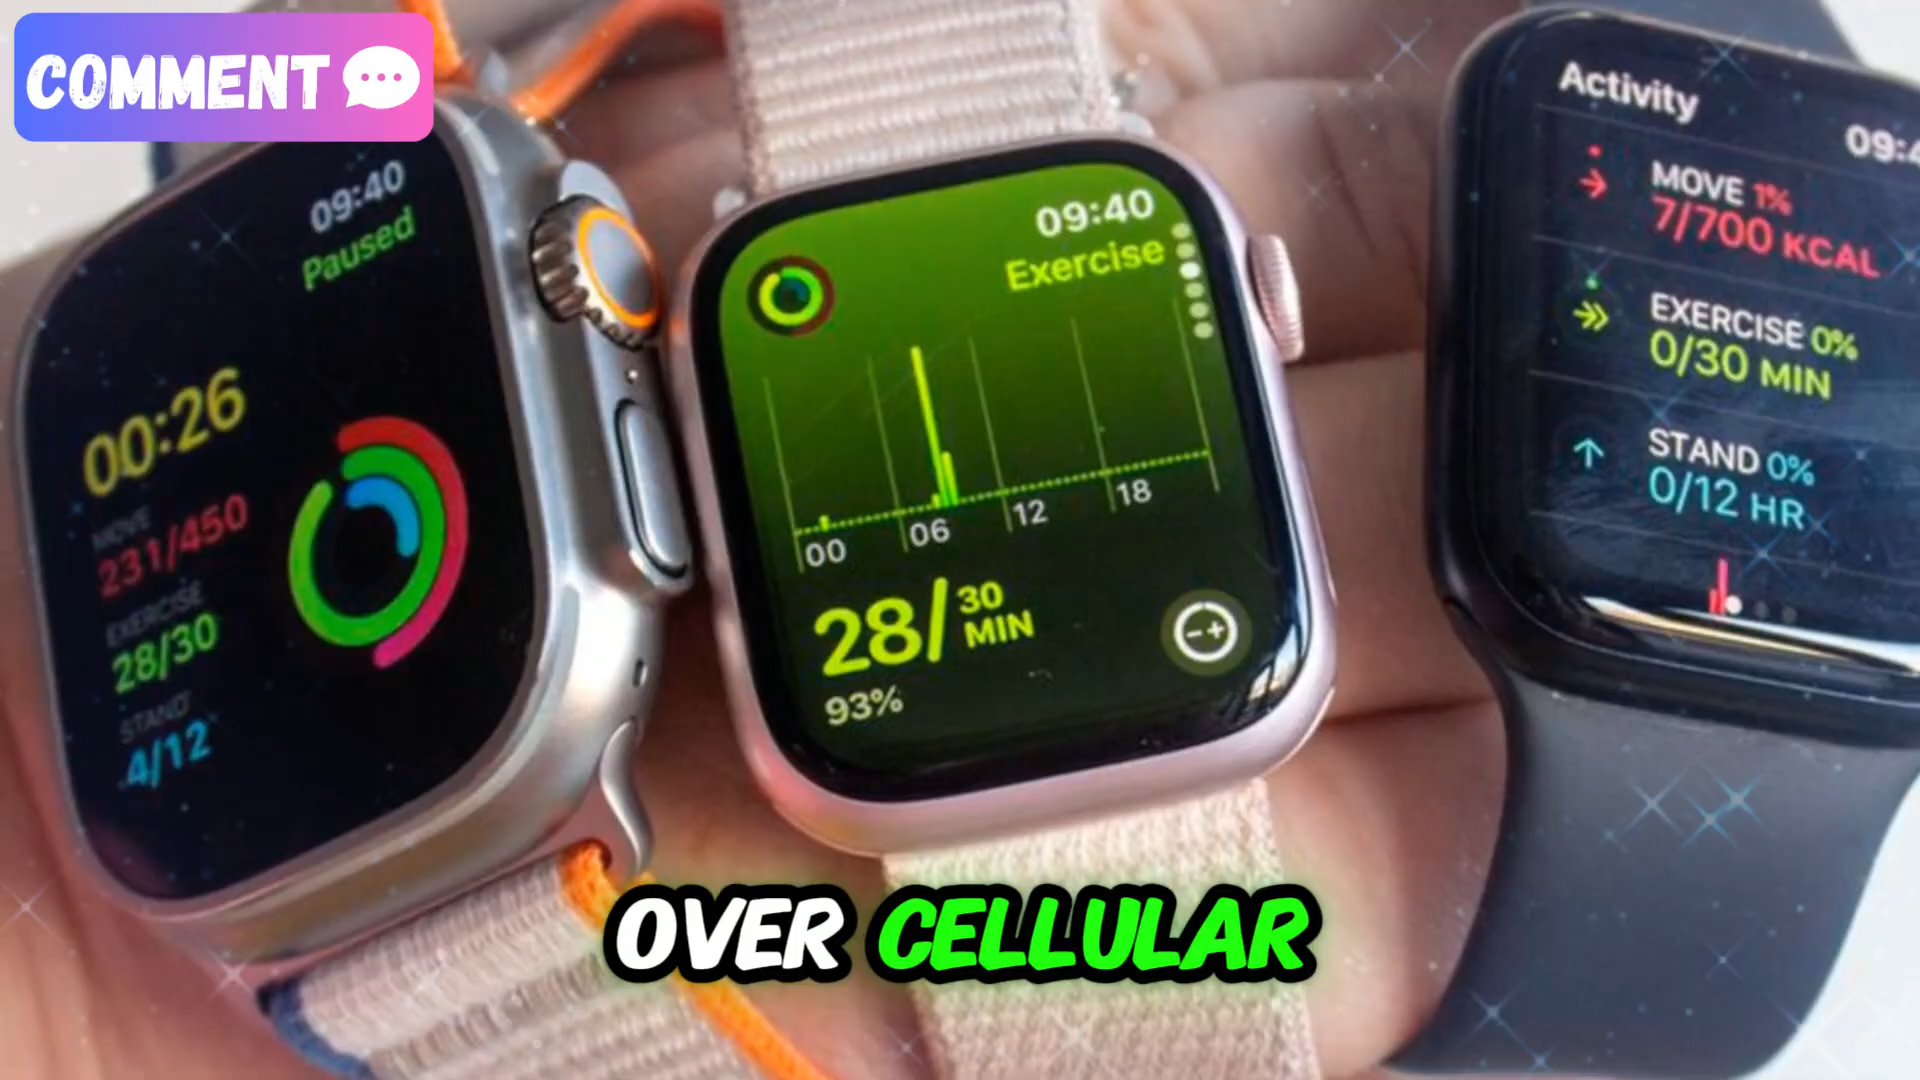 COMMENT
09:40
Paused
00:26
MOVE
231/450
EXERCISE
28/30
STAND
4/12
09:40
Exercise
00
06
12
18
28/30 MIN
93%
Activity
09:4
MOVE 1%
7/700 KCAL
EXERCISE 0%
0/30 MIN
STAND 0%
0/12 HR
OVER CELLULAR